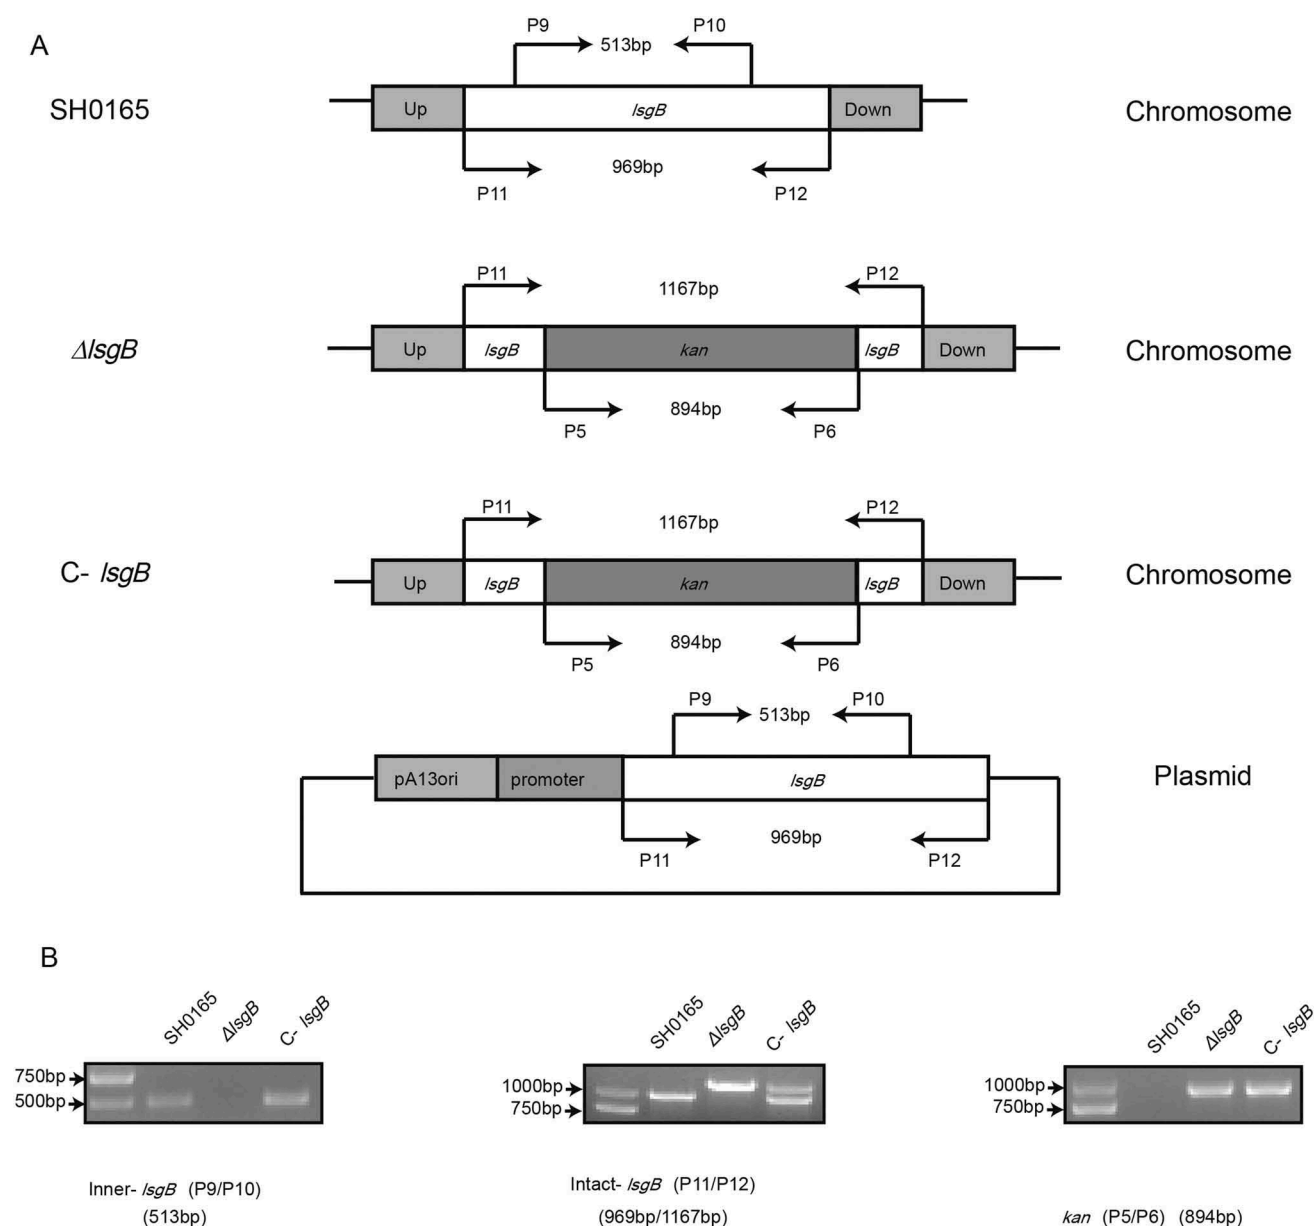 A
P9 513bp P10
SH0165 Up lsgB Down Chromosome
P11 969bp P12
P11 1167bp P12
ΔlsgB Up lsgB kan lsgB Down Chromosome
P5 894bp P6
P11 1167bp P12
C- lsgB Up lsgB kan lsgB Down Chromosome
P5 894bp P6
P9 513bp P10
pA13ori promoter lsgB Plasmid
P11 969bp P12
B
SH0165 ΔlsgB C- lsgB
750bp
500bp
Inner- lsgB (P9/P10)
(513bp)
SH0165 ΔlsgB C- lsgB
1000bp
750bp
Intact- lsgB (P11/P12)
(969bp/1167bp)
SH0165 ΔlsgB C- lsgB
1000bp
750bp
kan (P5/P6) (894bp)